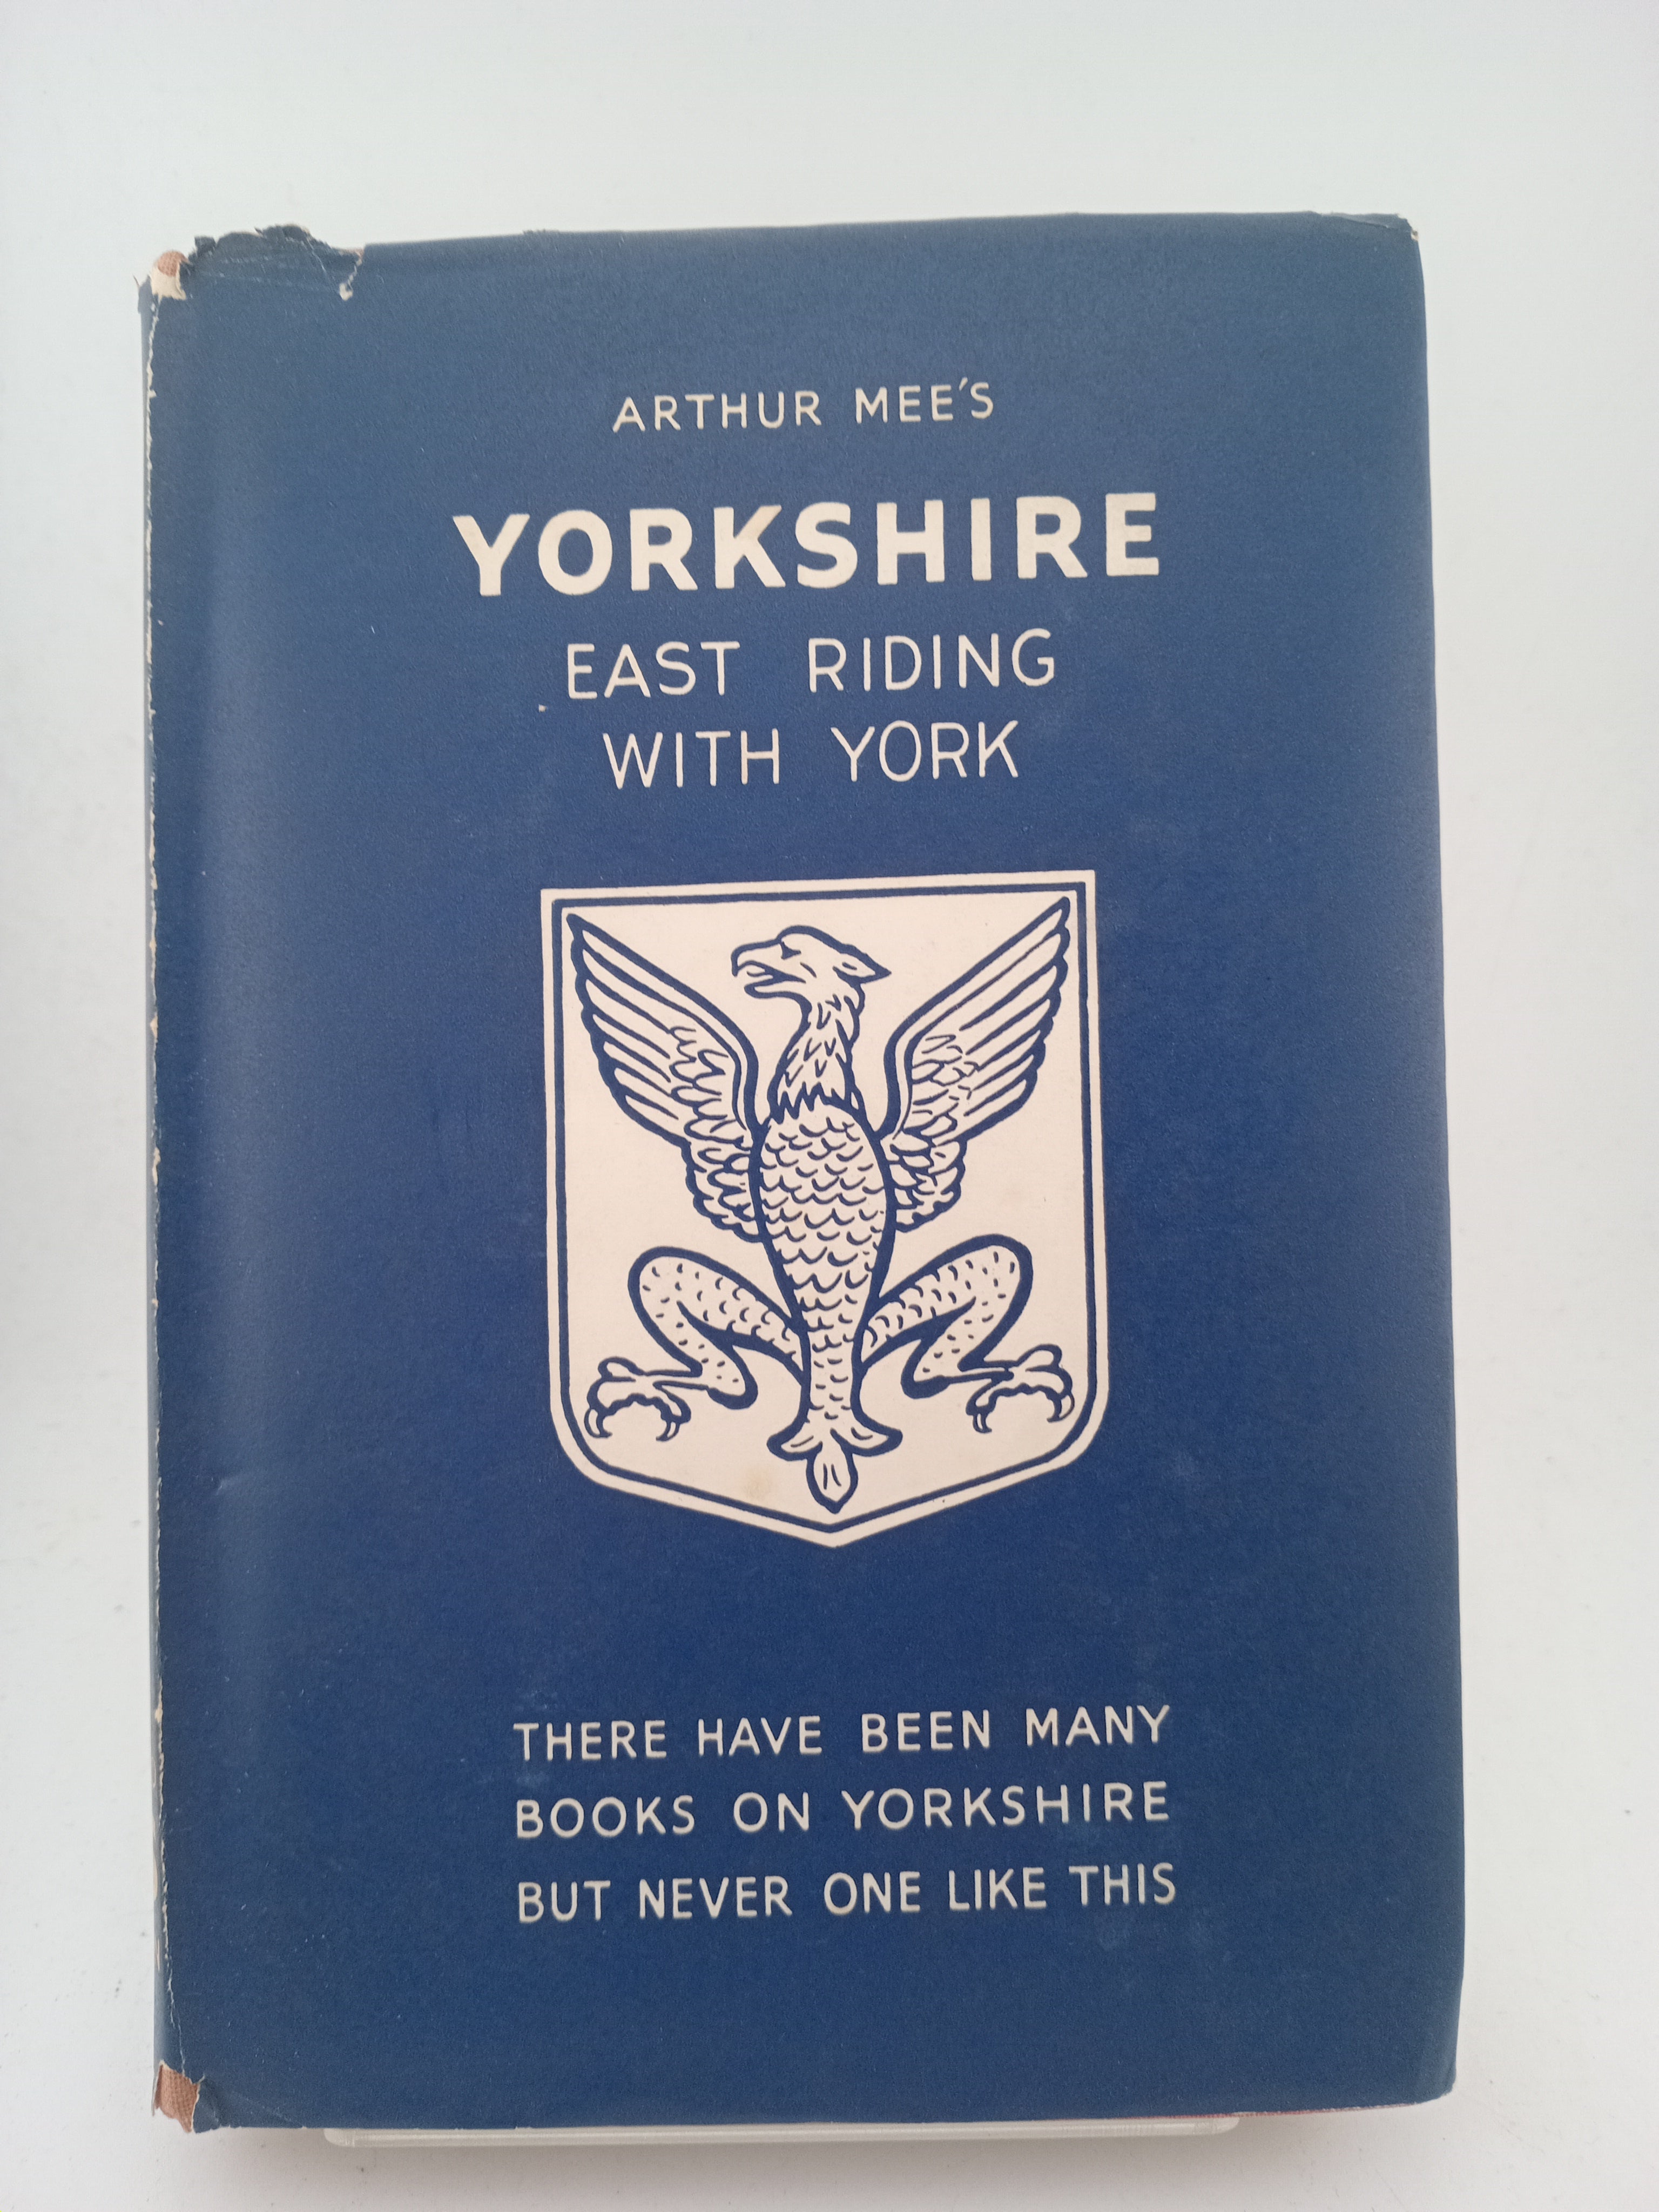 ARTHUR MEE'S
YORKSHIRE
EAST RIDING
WITH YORK
THERE HAVE BEEN MANY
BOOKS ON YORKSHIRE
BUT NEVER ONE LIKE THIS